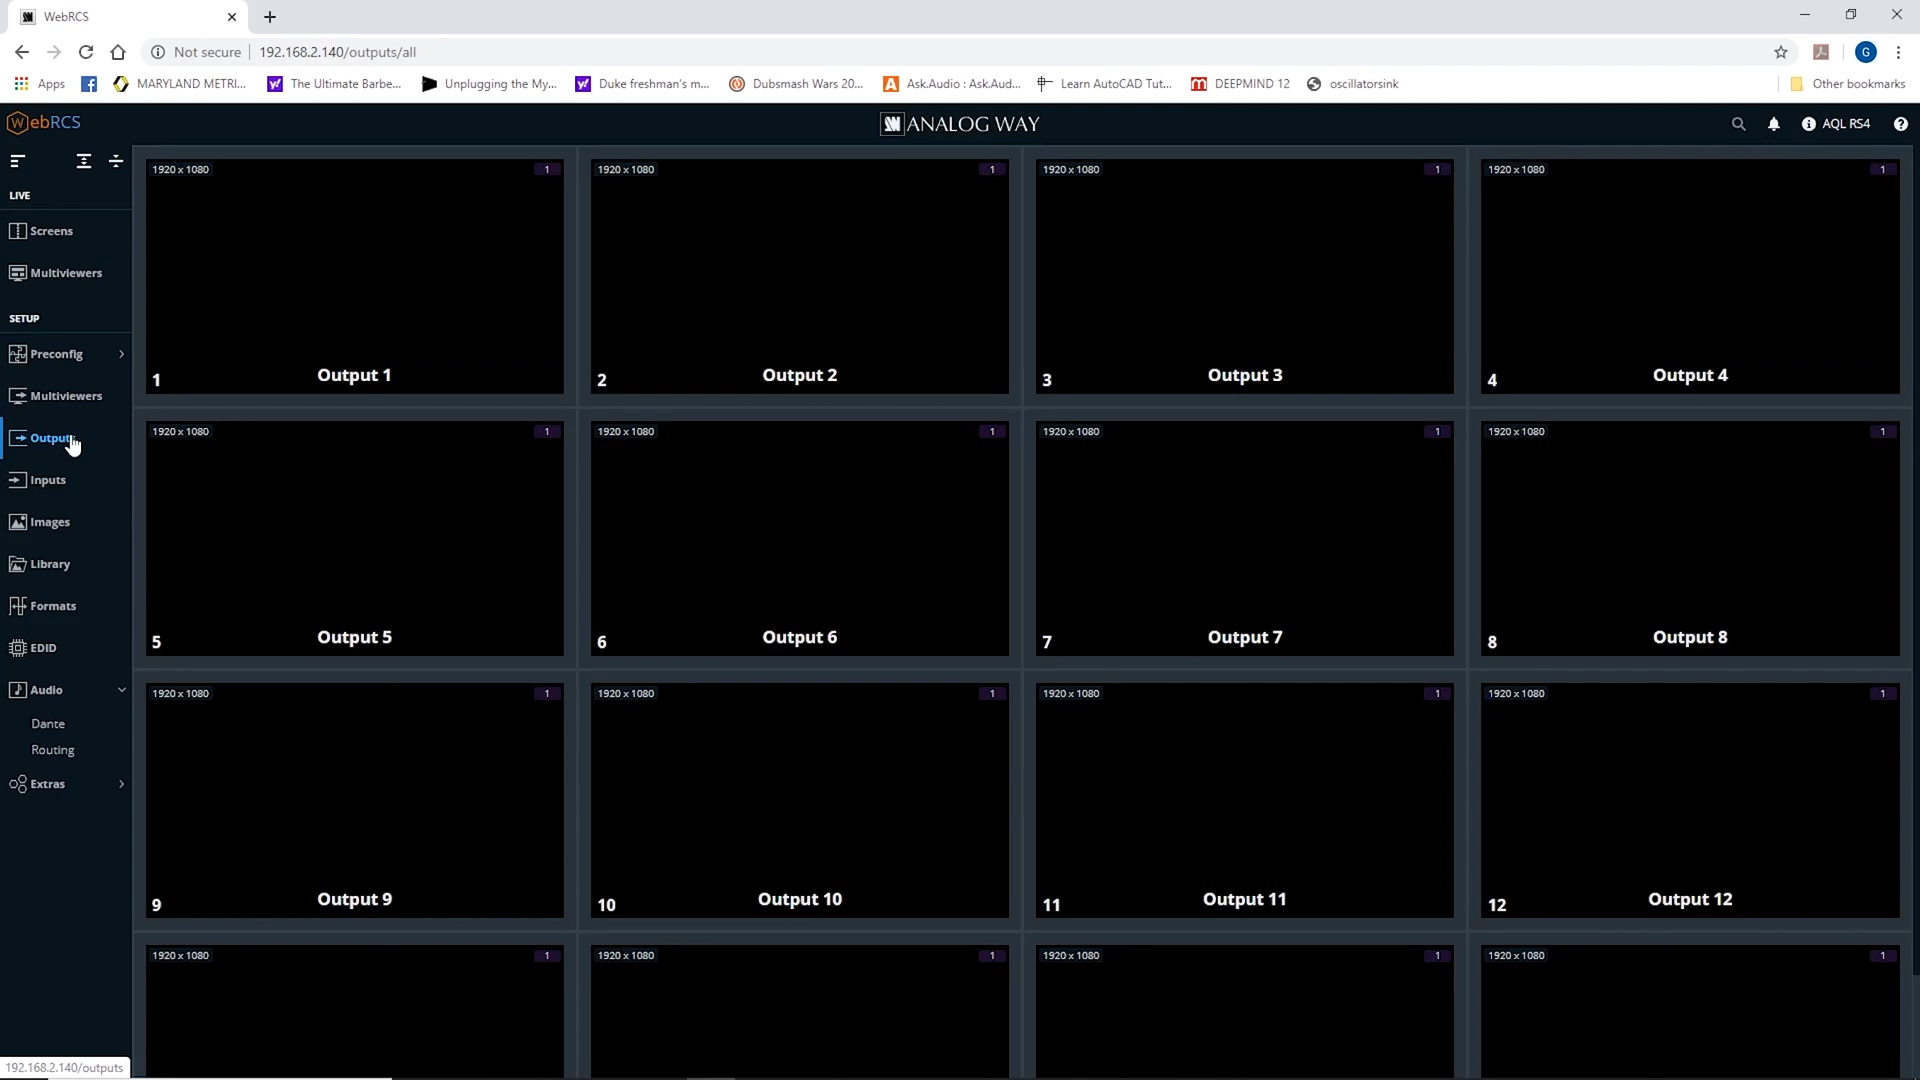 WebRCS
Not secure 192.168.2.140/outputs/all
G
Apps MARYLAND METRI... The Ultimate Barbe... Unplugging the My... Duke freshman's m... Dubsmash Wars 20... Ask.Audio : Ask.Aud... Learn AutoCAD Tut... DEEPMIND 12 oscillatorsink Other bookmarks
WebRCS ANALOG WAY AQL RS4
LIVE
Screens
Multiviewers
SETUP
Preconfig
Multiviewers
Output
Inputs
Images
Library
Formats
EDID
Audio
Dante
Routing
Extras
1920 x 1080 1 1920 x 1080 1 1920 x 1080 1 1920 x 1080 1
1 Output 1 2 Output 2 3 Output 3 4 Output 4
1920 x 1080 1 1920 x 1080 1 1920 x 1080 1 1920 x 1080 1
5 Output 5 6 Output 6 7 Output 7 8 Output 8
1920 x 1080 1 1920 x 1080 1 1920 x 1080 1 1920 x 1080 1
9 Output 9 10 Output 10 11 Output 11 12 Output 12
1920 x 1080 1 1920 x 1080 1 1920 x 1080 1 1920 x 1080 1
192.168.2.140/outputs